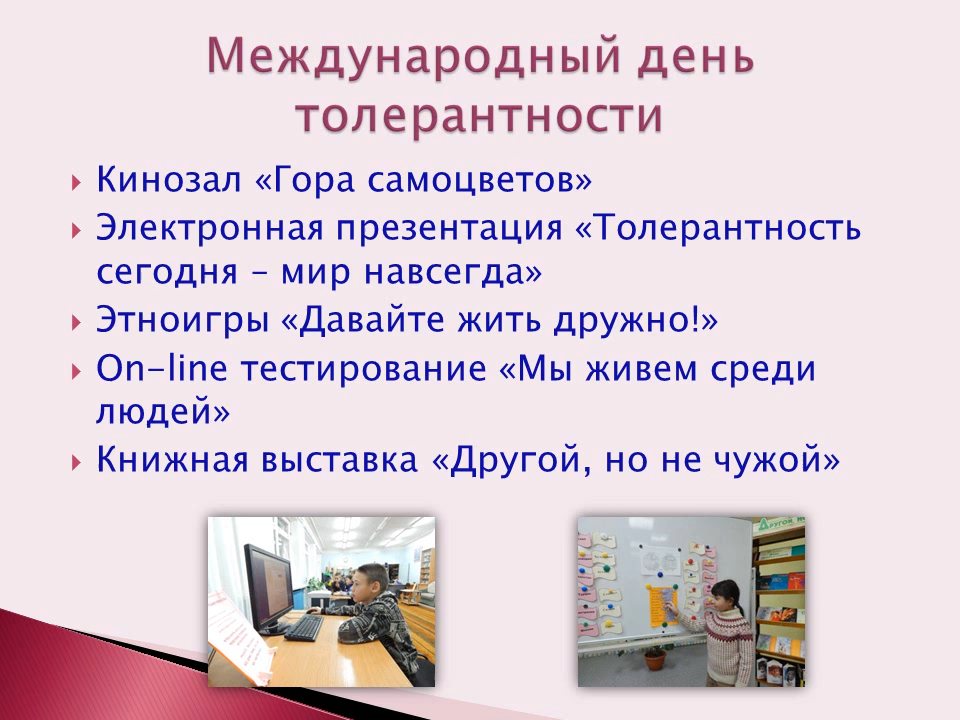 Международный день
толерантности
Кинозал «Гора самоцветов»
Электронная презентация «Толерантность
сегодня – мир навсегда»
Этноигры «Давайте жить дружно!»
On-line тестирование «Мы живем среди
людей»
Книжная выставка «Другой, но не чужой»